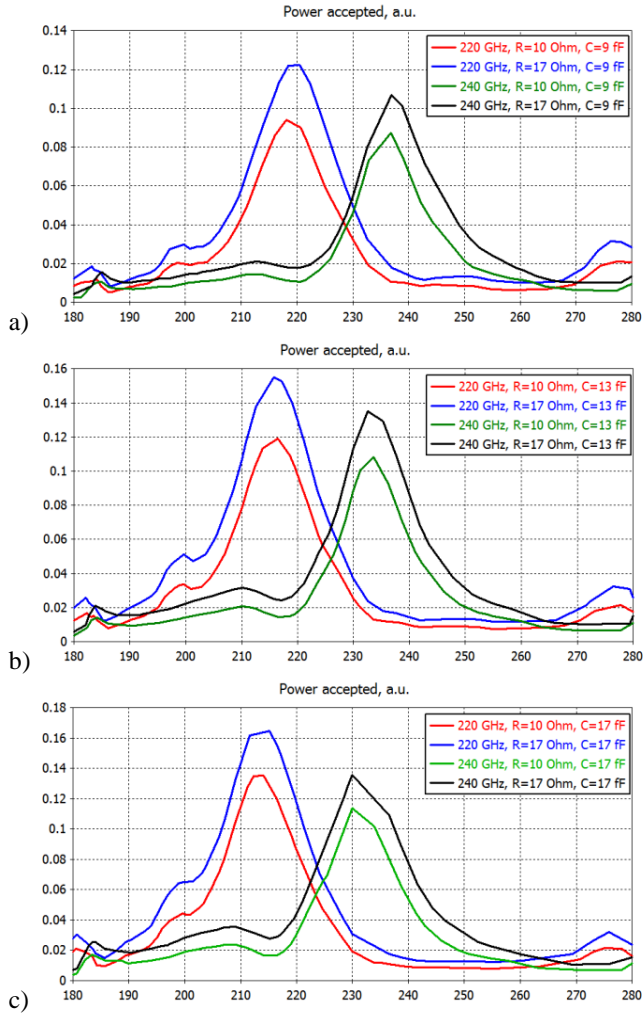 Power accepted, a.u.
0.14
0.12
0.1
0.08
0.06
0.04
0.02
0
220 GHz, R=10 Ohm, C=9 fF
220 GHz, R=17 Ohm, C=9 fF
240 GHz, R=10 Ohm, C=9 fF
240 GHz, R=17 Ohm, C=9 fF
180 190 200 210 220 230 240 250 260 270 280
a)
Power accepted, a.u.
0.16
0.14
0.12
0.1
0.08
0.06
0.04
0.02
0
220 GHz, R=10 Ohm, C=13 fF
220 GHz, R=17 Ohm, C=13 fF
240 GHz, R=10 Ohm, C=13 fF
240 GHz, R=17 Ohm, C=13 fF
180 190 200 210 220 230 240 250 260 270 280
b)
Power accepted, a.u.
0.18
0.16
0.14
0.12
0.1
0.08
0.06
0.04
0.02
0
220 GHz, R=10 Ohm, C=17 fF
220 GHz, R=17 Ohm, C=17 fF
240 GHz, R=10 Ohm, C=17 fF
240 GHz, R=17 Ohm, C=17 fF
180 190 200 210 220 230 240 250 260 270 280
c)